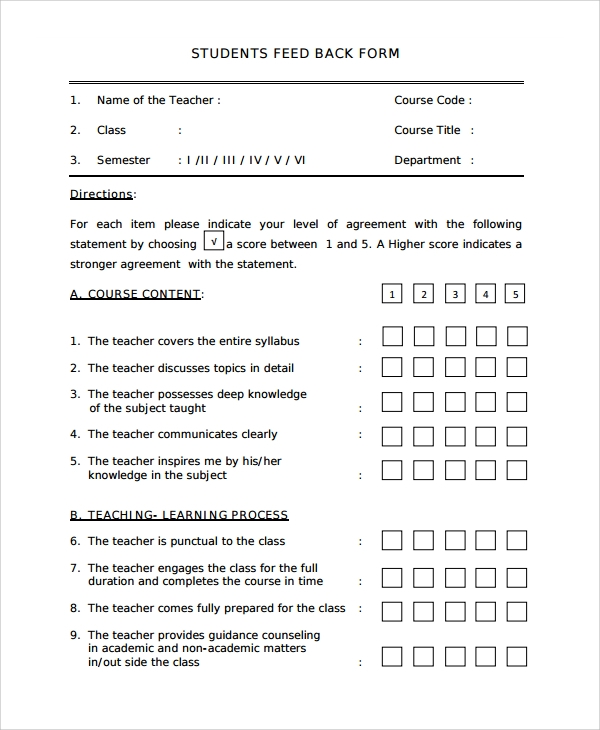 STUDENTS FEED BACK FORM
1. Name of the Teacher : Course Code :
2. Class : Course Title :
3. Semester : I /II / III / IV / V / VI Department :
Directions:
For each item please indicate your level of agreement with the following
statement by choosing √ a score between 1 and 5. A Higher score indicates a
stronger agreement with the statement.
A. COURSE CONTENT: 1 2 3 4 5
1. The teacher covers the entire syllabus :
2. The teacher discusses topics in detail :
3. The teacher possesses deep knowledge
of the subject taught :
4. The teacher communicates clearly :
5. The teacher inspires me by his/her
knowledge in the subject :
B. TEACHING- LEARNING PROCESS
6. The teacher is punctual to the class :
7. The teacher engages the class for the full
duration and completes the course in time :
8. The teacher comes fully prepared for the class :
9. The teacher provides guidance counseling
in academic and non-academic matters
in/out side the class :